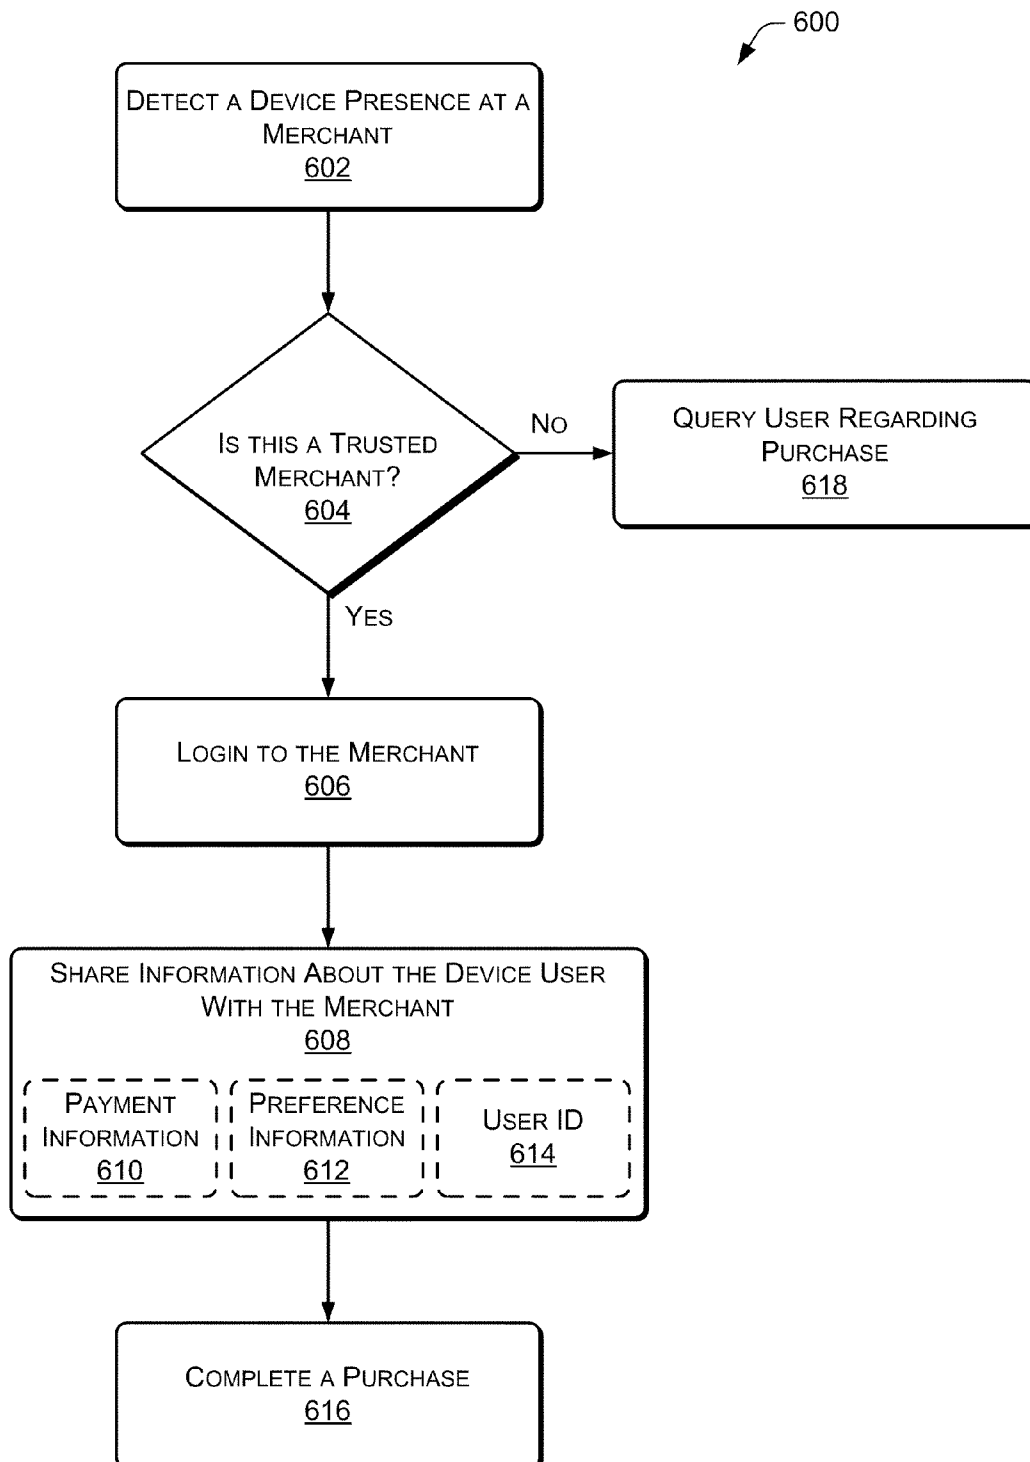 600
DETECT A DEVICE PRESENCE AT A
MERCHANT
602
IS THIS A TRUSTED
MERCHANT?
604
NO
QUERY USER REGARDING
PURCHASE
618
YES
LOGIN TO THE MERCHANT
606
SHARE INFORMATION ABOUT THE DEVICE USER
WITH THE MERCHANT
608
PAYMENT
INFORMATION
610
PREFERENCE
INFORMATION
612
USER ID
614
COMPLETE A PURCHASE
616